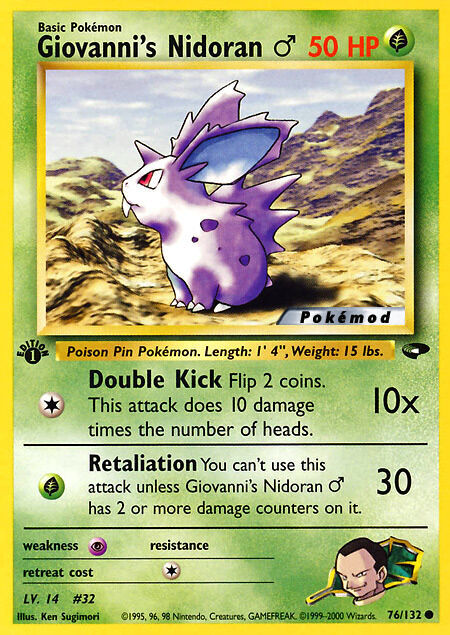 Basic Pokémon
Giovanni's Nidoran ♂ 50 HP
Pokémod
EDITION
1
Poison Pin Pokémon. Length: 1' 4", Weight: 15 lbs.
Double Kick Flip 2 coins.
This attack does 10 damage
times the number of heads.
10x
Retaliation You can't use this
attack unless Giovanni's Nidoran ♂
has 2 or more damage counters on it.
30
weakness resistance
retreat cost
LV. 14 #32
Illus. Ken Sugimori
©1995, 96, 98 Nintendo, Creatures, GAMEFREAK. ©1999-2000 Wizards.
76/132